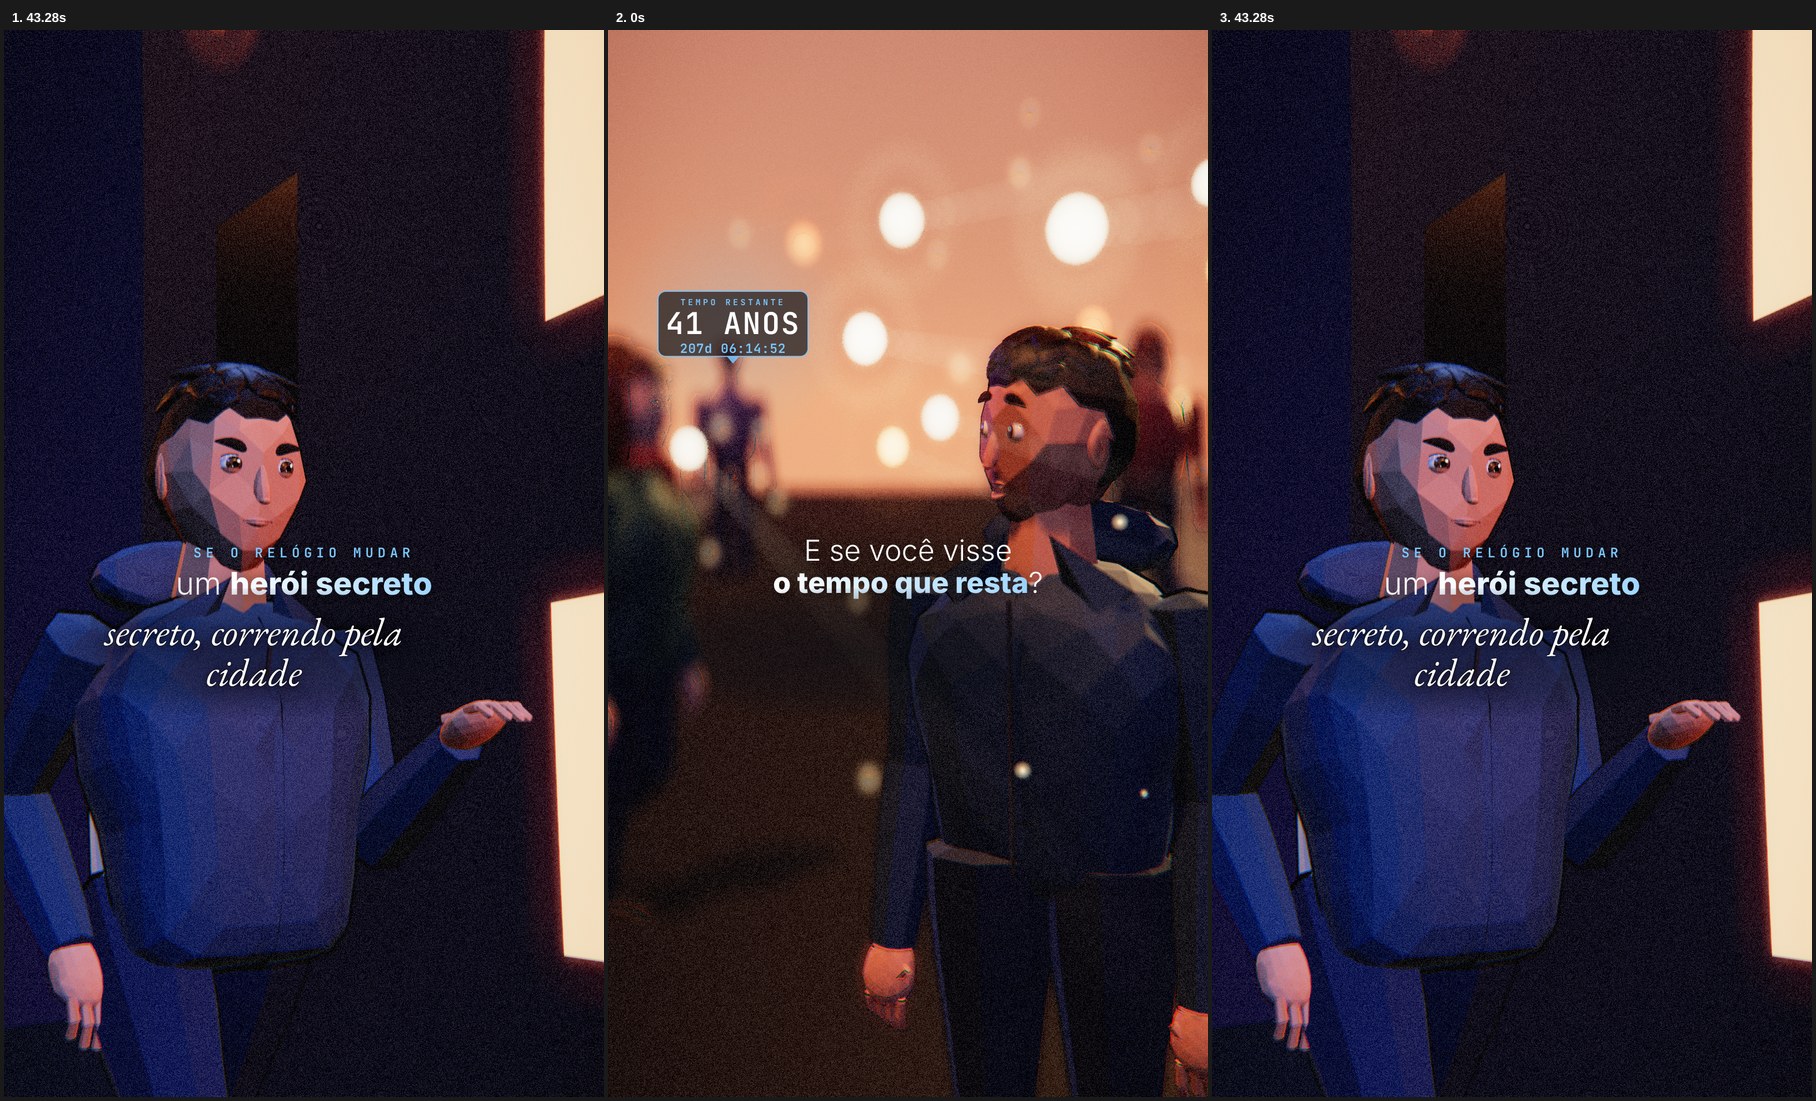 1. 43.28s
SE O RELÓGIO MUDAR
um herói secreto
secreto, correndo pela
cidade
2. 0s
TEMPO RESTANTE
41 ANOS
207d 06:14:52
E se você visse
o tempo que resta?
3. 43.28s
SE O RELÓGIO MUDAR
um herói secreto
secreto, correndo pela
cidade